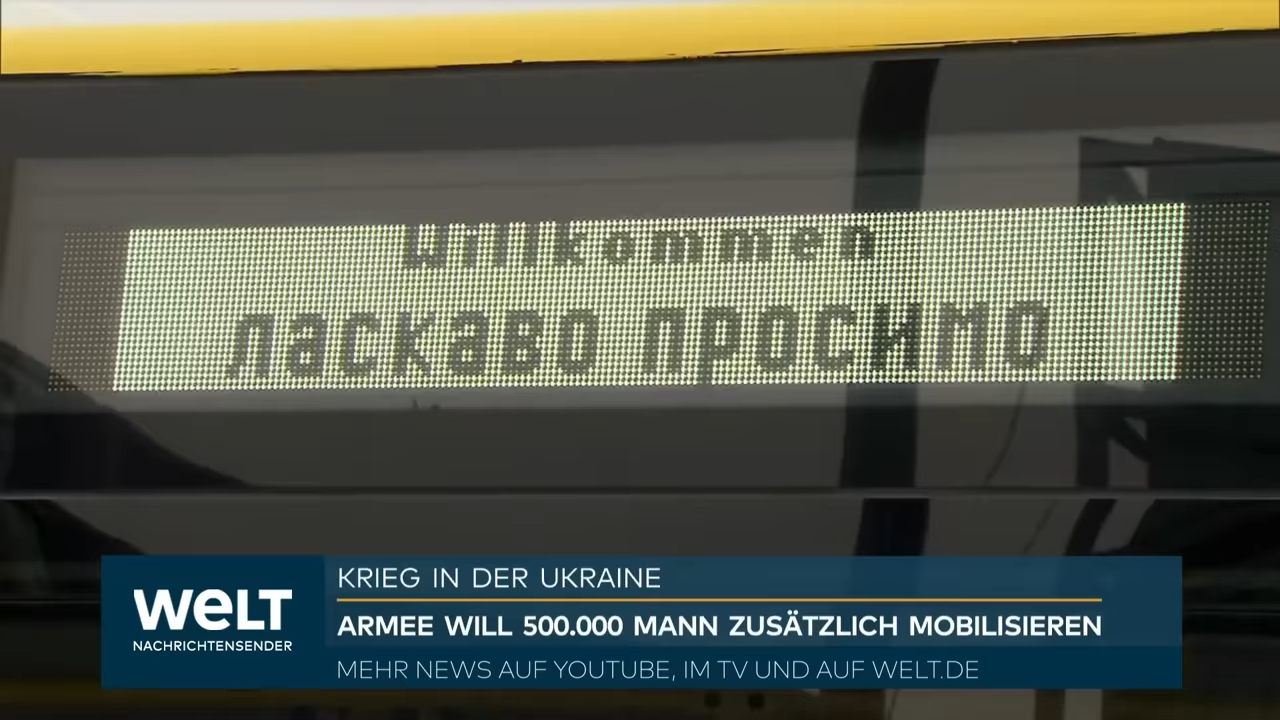 Willkommen
ласкаво просимо
KRIEG IN DER UKRAINE
ARMEE WILL 500.000 MANN ZUSÄTZLICH MOBILISIEREN
MEHR NEWS AUF YOUTUBE, IM TV UND AUF WELT.DE
WELT
NACHRICHTENSENDER